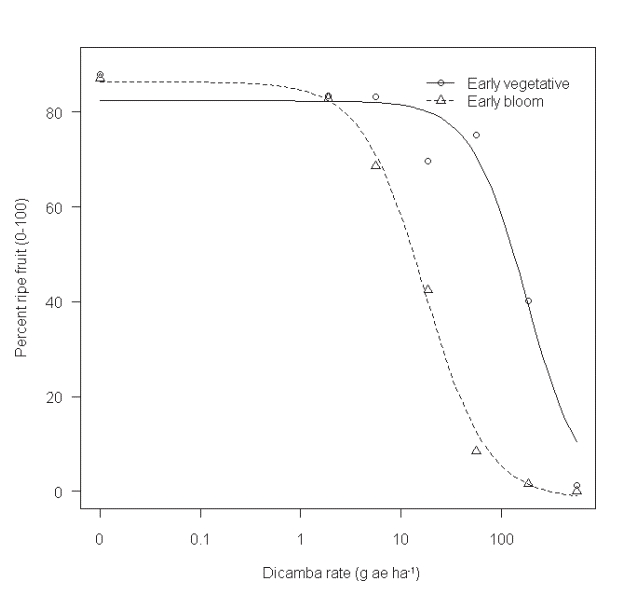 Early vegetative
Early bloom
80
60
40
20
0
Percent ripe fruit (0-100)
0 0.1 1 10 100
Dicamba rate (g ae ha⁻¹)